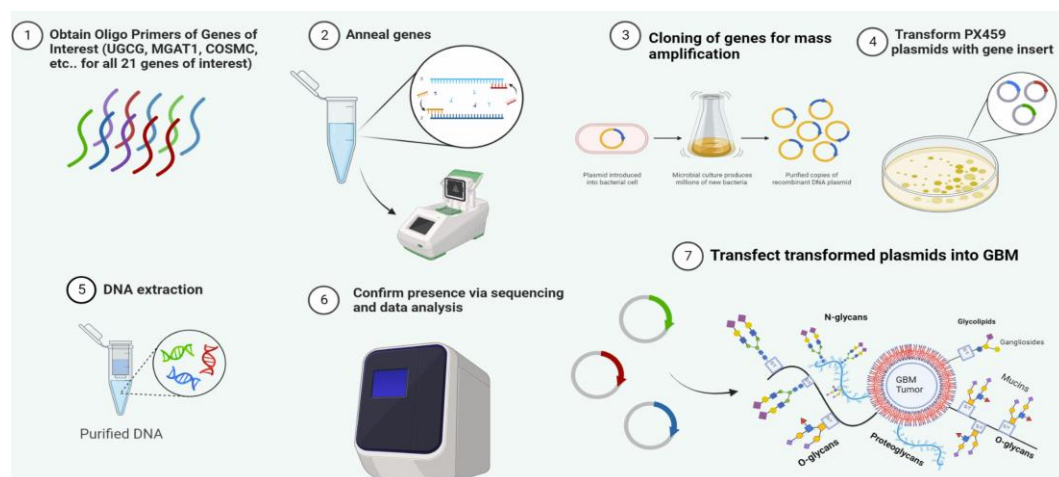 1
Obtain Oligo Primers of Genes of
Interest (UGCG, MGAT1, COSMC,
etc.. for all 21 genes of interest)
2
Anneal genes
3
Cloning of genes for mass
amplification
Plasmid introduced
into bacterial cell
Microbial culture produces
millions of new bacteria
Purified copies of
recombinant DNA plasmid
4
Transform PX459
plasmids with gene insert
5
DNA extraction
Purified DNA
6
Confirm presence via sequencing
and data analysis
7
Transfect transformed plasmids into GBM
N-glycans
Glycolipids
Gangliosides
GBM
Tumor
Mucins
O-glycans
Proteoglycans
O-glycans